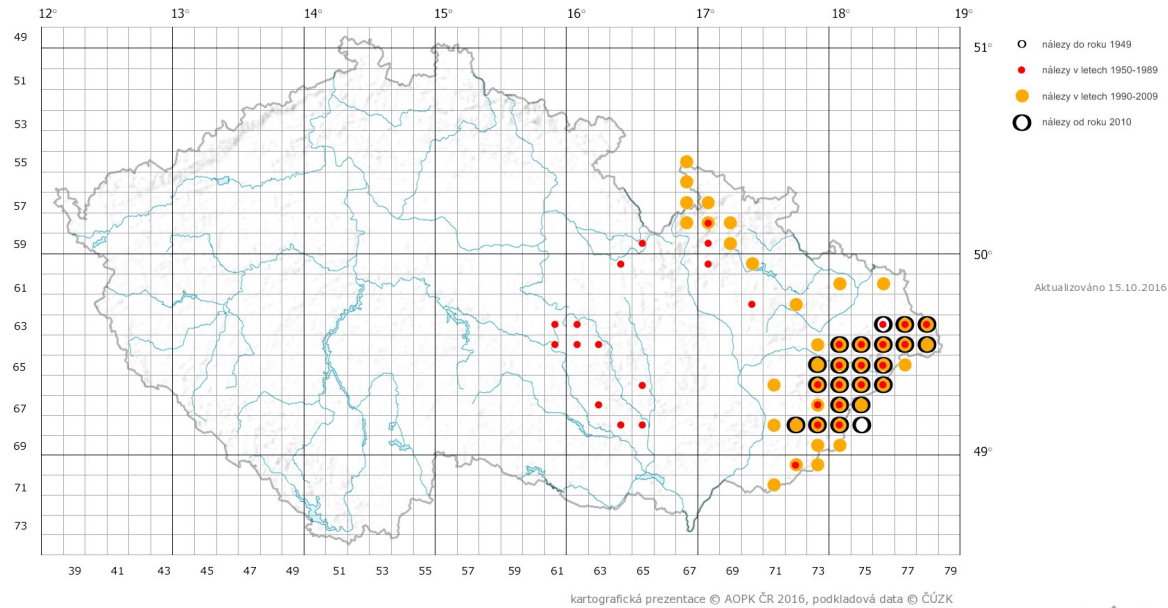 12° 13° 14° 15° 16° 17° 18° 19°
49
51°
nálezy do roku 1949
51
nálezy v letech 1950-1989
nálezy v letech 1990-2009
53
nálezy od roku 2010
55
57
59
50°
61
Aktualizováno 15.10.2016
63
65
67
69
49°
71
73
39 41 43 45 47 49 51 53 55 57 59 61 63 65 67 69 71 73 75 77 79
kartografická prezentace © AOPK ČR 2016, podkladová data © ČÚZK